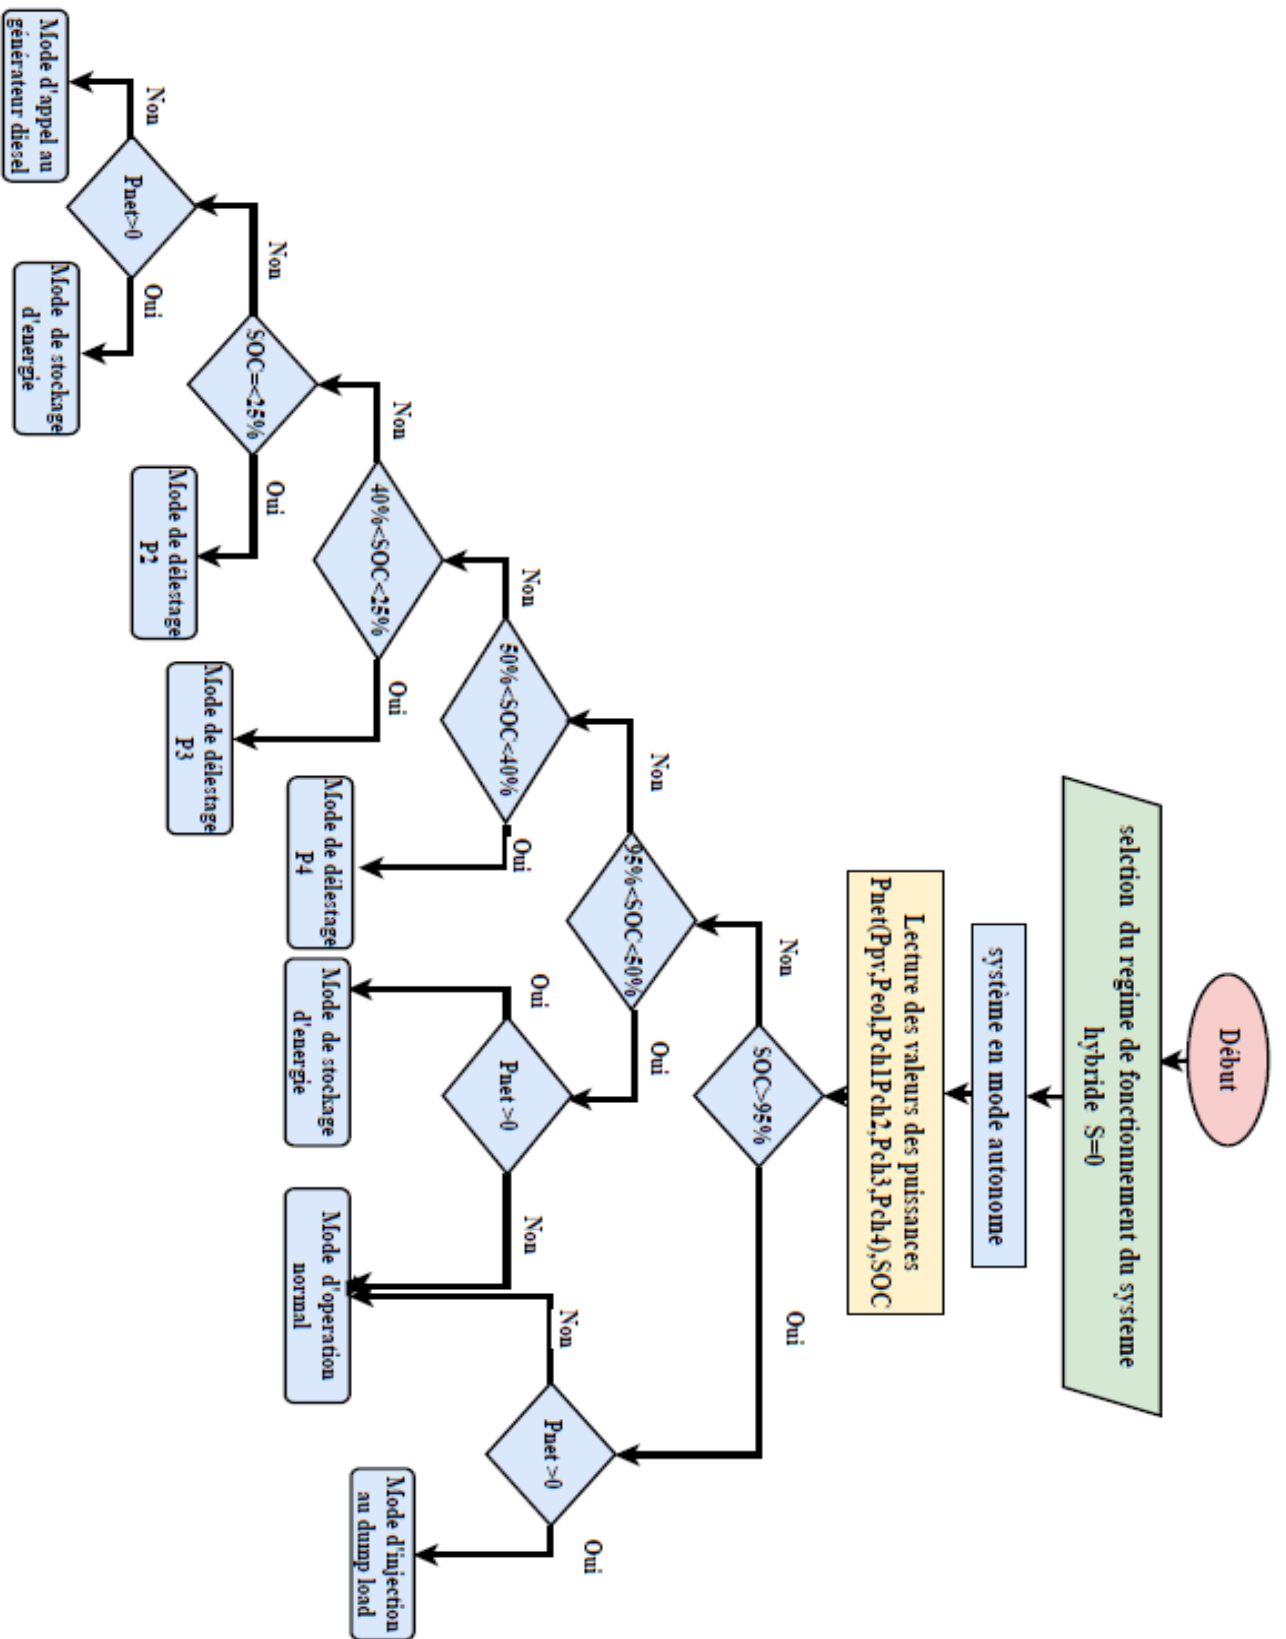 Début
selction du regime de fonctionnement du systeme
hybride S=0
système en mode autonome
Lecture des valeurs des puissances
Pnet(Ppv,Peol,Pch1Pch2,Pch3,Pch4),SOC
SOC>95%
Non
Oui
95%<SOC<50%
Non
Oui
Pnet >0
Oui
Non
Pnet >0
Non
Oui
50%<SOC<40%
Non
Oui
40%<SOC<25%
Non
Oui
SOC=<25%
Non
Oui
Pnet>0
Non
Oui
Mode d'appel au
générateur diesel
Mode de stockage
d'energie
Mode de délestage
P2
Mode de délestage
P3
Mode de délestage
P4
Mode de stockage
d'energie
Mode d'operation
normal
Mode d'injection
au dump load